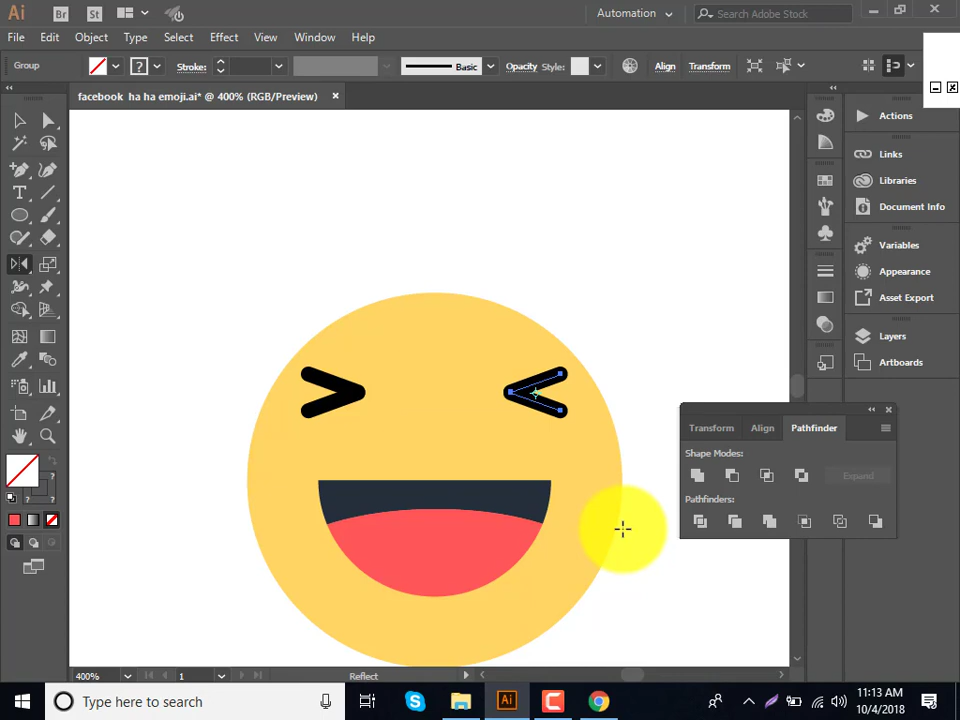 Ai Br St Automation Search Adobe Stock
File Edit Object Type Select Effect View Window Help
Group ? Stroke: Basic Opacity Style: Align Transform
facebook ha ha emoji.ai* @ 400% (RGB/Preview) ×
Actions
Links
Libraries
Document Info
Variables
Appearance
Asset Export
Layers
Artboards
Transform Align Pathfinder
Shape Modes:
Expand
Pathfinders:
T
?
?
400% 1 Reflect
Type here to search
Ai
11:13 AM
10/4/2018